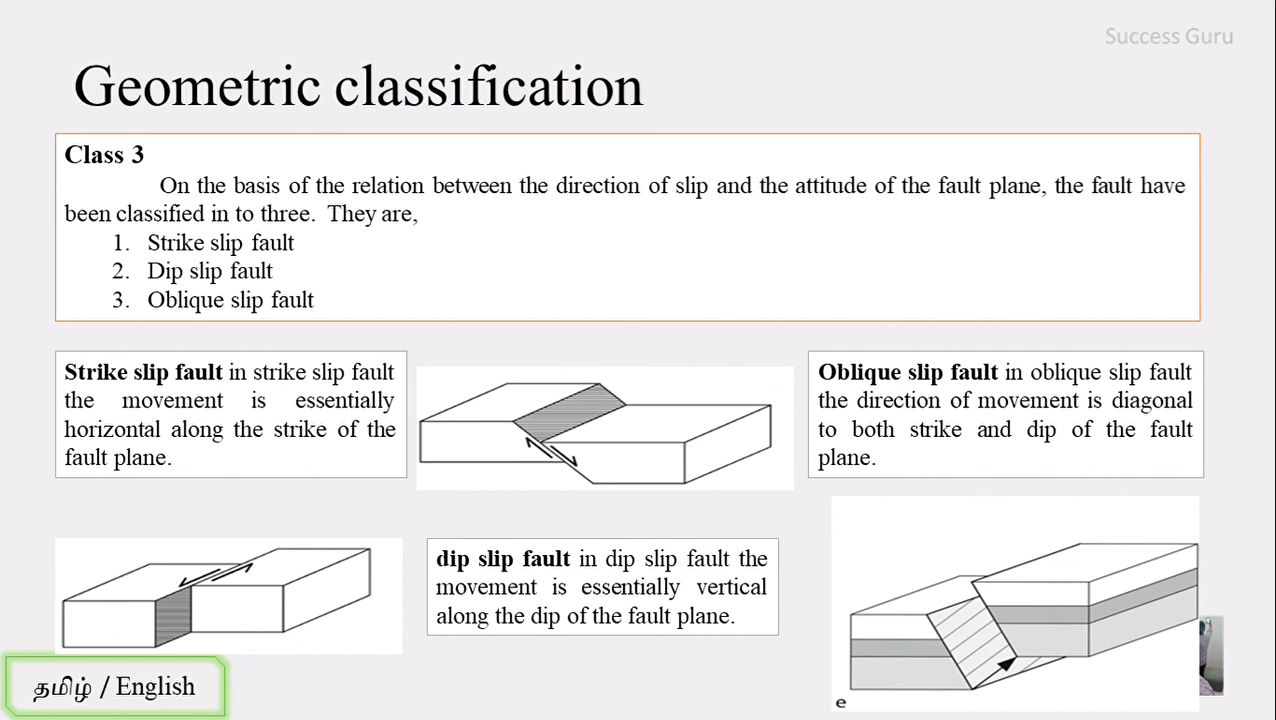 Success Guru
Geometric classification
Class 3
On the basis of the relation between the direction of slip and the attitude of the fault plane, the fault have
been classified in to three. They are,
1. Strike slip fault
2. Dip slip fault
3. Oblique slip fault
Strike slip fault in strike slip fault
the movement is essentially
horizontal along the strike of the
fault plane.
Oblique slip fault in oblique slip fault
the direction of movement is diagonal
to both strike and dip of the fault
plane.
dip slip fault in dip slip fault the
movement is essentially vertical
along the dip of the fault plane.
e
தமிழ் / English